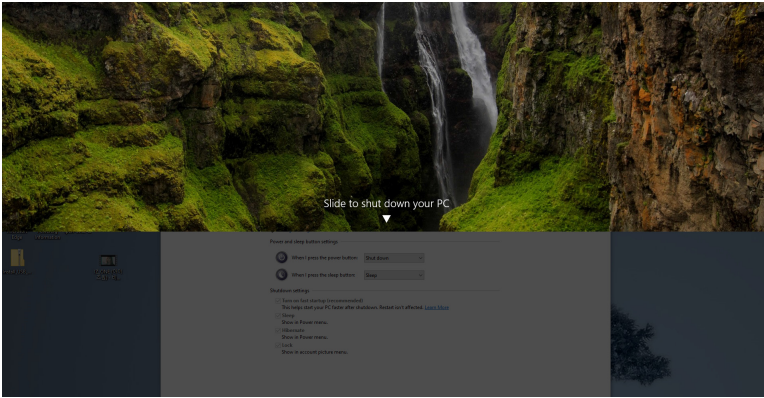 Slide to shut down your PC
Power and sleep button settings
When I press the power button: Shut down
When I press the sleep button: Sleep
Shutdown settings
Turn on fast startup (recommended)
This helps start your PC faster after shutdown. Restart isn't affected. Learn More
Sleep
Show in Power menu.
Hibernate
Show in Power menu.
Lock
Show in account picture menu.